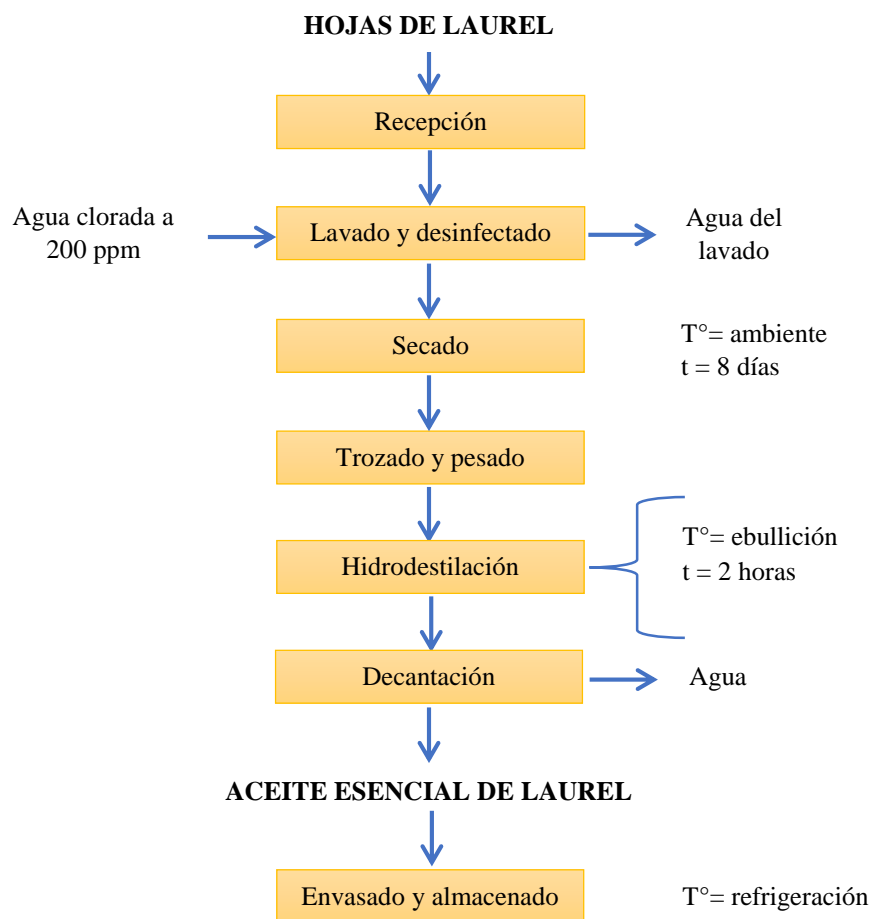 HOJAS DE LAUREL
Recepción
Agua clorada a
200 ppm
Lavado y desinfectado
Agua del
lavado
Secado
T°= ambiente
t = 8 días
Trozado y pesado
Hidrodestilación
T°= ebullición
t = 2 horas
Decantación
Agua
ACEITE ESENCIAL DE LAUREL
Envasado y almacenado
T°= refrigeración